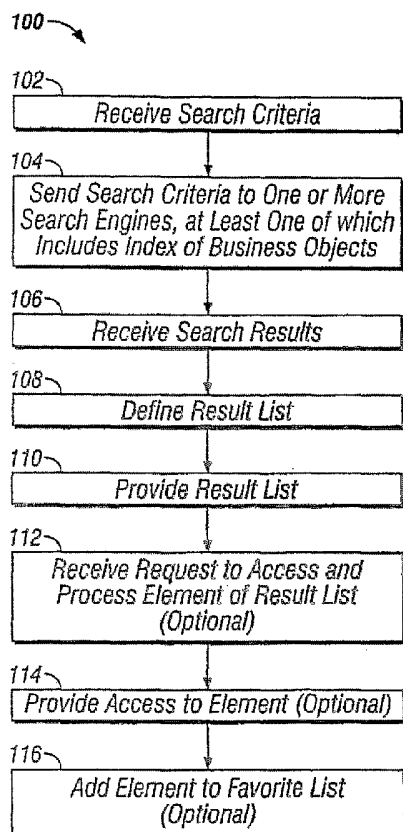 100
102
Receive Search Criteria
104
Send Search Criteria to One or More
Search Engines, at Least One of which
Includes Index of Business Objects
106
Receive Search Results
108
Define Result List
110
Provide Result List
112
Receive Request to Access and
Process Element of Result List
(Optional)
114
Provide Access to Element (Optional)
116
Add Element to Favorite List
(Optional)